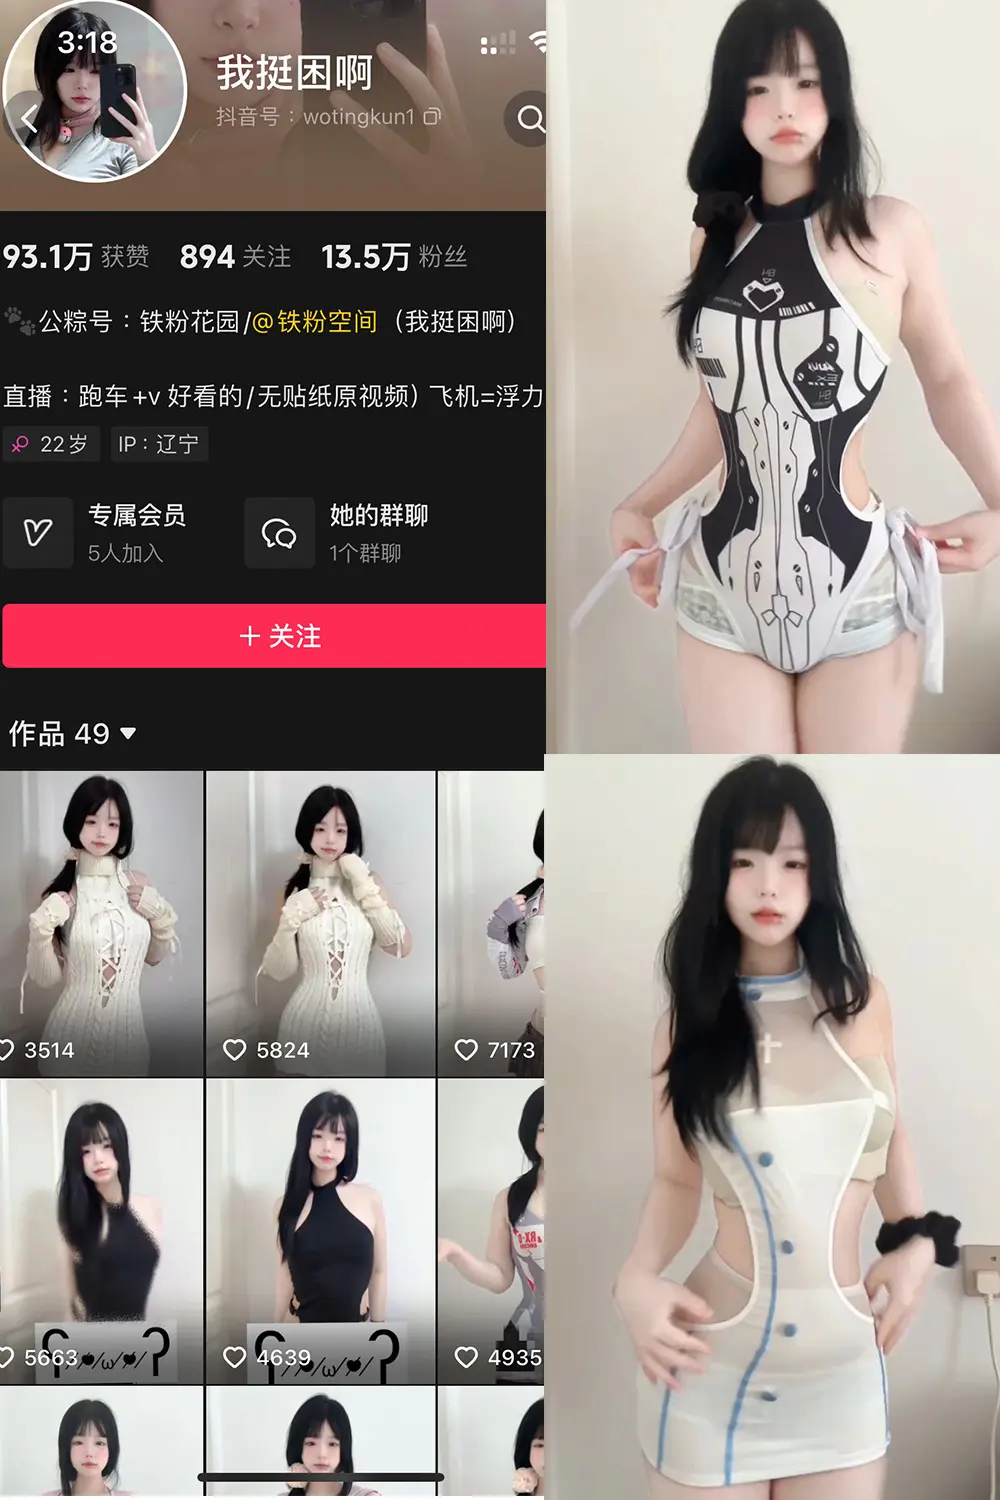 3:18
我挺困啊
抖音号：wotingkun1
93.1万 获赞 894 关注 13.5万 粉丝
公粽号：铁粉花园/@铁粉空间（我挺困啊）
直播：跑车+v 好看的/无贴纸原视频）飞机=浮力
22岁 IP：辽宁
专属会员
5人加入
她的群聊
1个群聊
+ 关注
作品 49
3514
5824
7173
5663
4639
4935